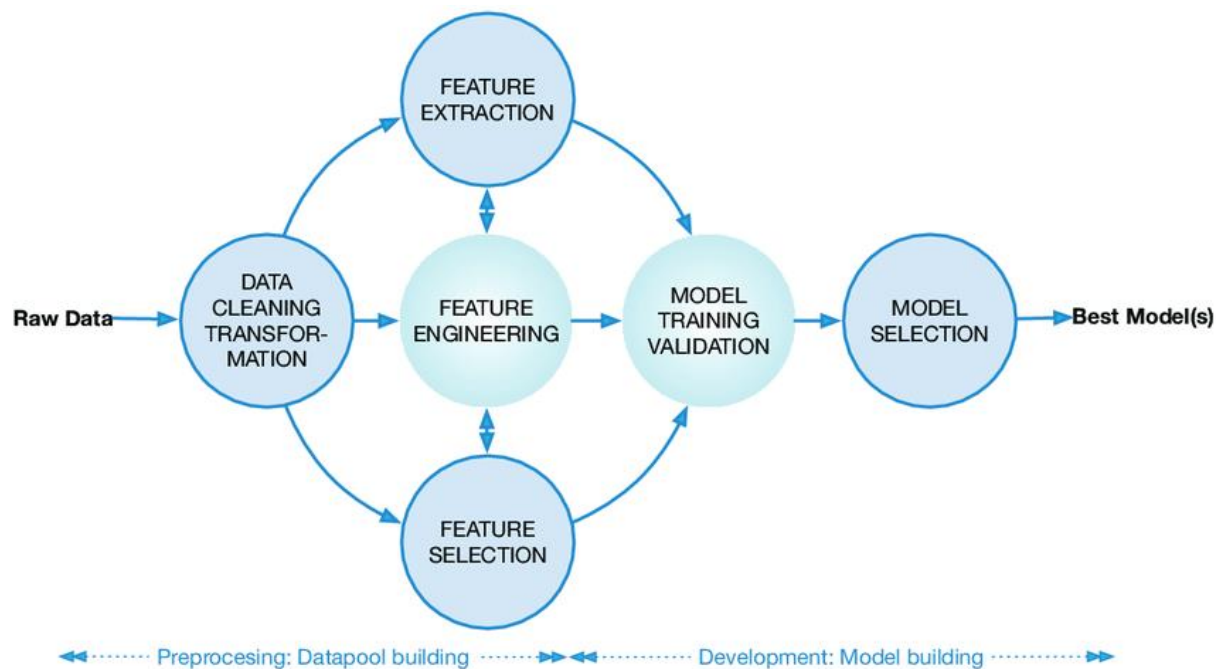 FEATURE
EXTRACTION
Raw Data
DATA
CLEANING
TRANSFOR-
MATION
FEATURE
ENGINEERING
MODEL
TRAINING
VALIDATION
MODEL
SELECTION
Best Model(s)
FEATURE
SELECTION
Preprocesing: Datapool building
Development: Model building